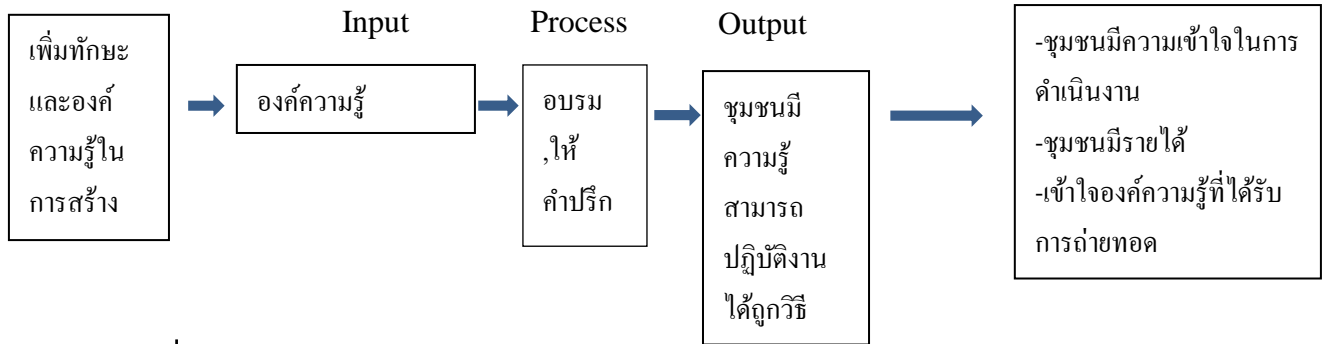 Input
Process
Output
เพิ่มทักษะ
และองค์
ความรู้ใน
การสร้าง
องค์ความรู้
อบรม
,ให้
คำปรึก
ชุมชนมี
ความรู้
สามารถ
ปฏิบัติงาน
ได้ถูกวิธี
-ชุมชนมีความเข้าใจในการ
ดำเนินงาน
-ชุมชนมีรายได้
-เข้าใจองค์ความรู้ที่ได้รับ
การถ่ายทอด